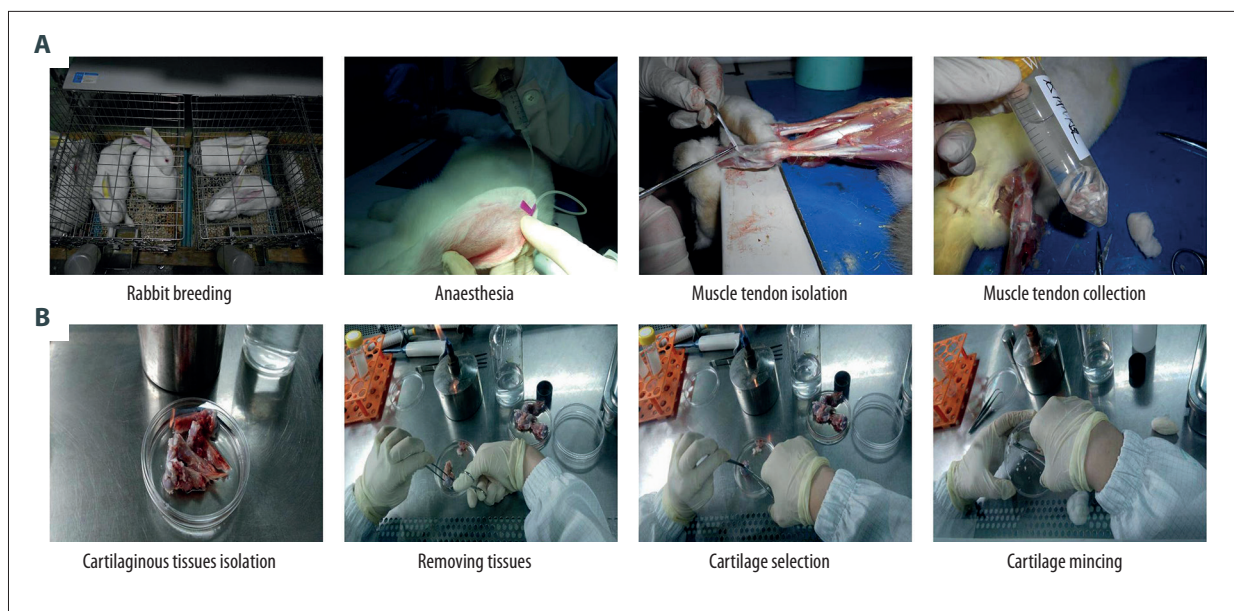 A
Rabbit breeding
Anaesthesia
Muscle tendon isolation
Muscle tendon collection
B
Cartilaginous tissues isolation
Removing tissues
Cartilage selection
Cartilage mincing